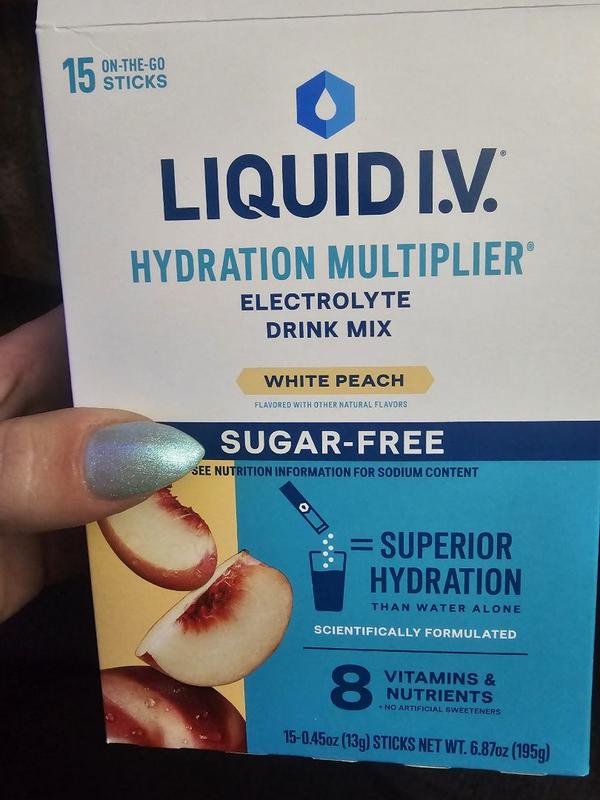 15 ON-THE-GO
STICKS
LIQUID I.V.®
HYDRATION MULTIPLIER®
ELECTROLYTE
DRINK MIX
WHITE PEACH
FLAVORED WITH OTHER NATURAL FLAVORS
SUGAR-FREE
SEE NUTRITION INFORMATION FOR SODIUM CONTENT
= SUPERIOR
HYDRATION
THAN WATER ALONE
SCIENTIFICALLY FORMULATED
8 VITAMINS &
NUTRIENTS
+ NO ARTIFICIAL SWEETENERS
15-0.45oz (13g) STICKS NET WT. 6.87oz (195g)